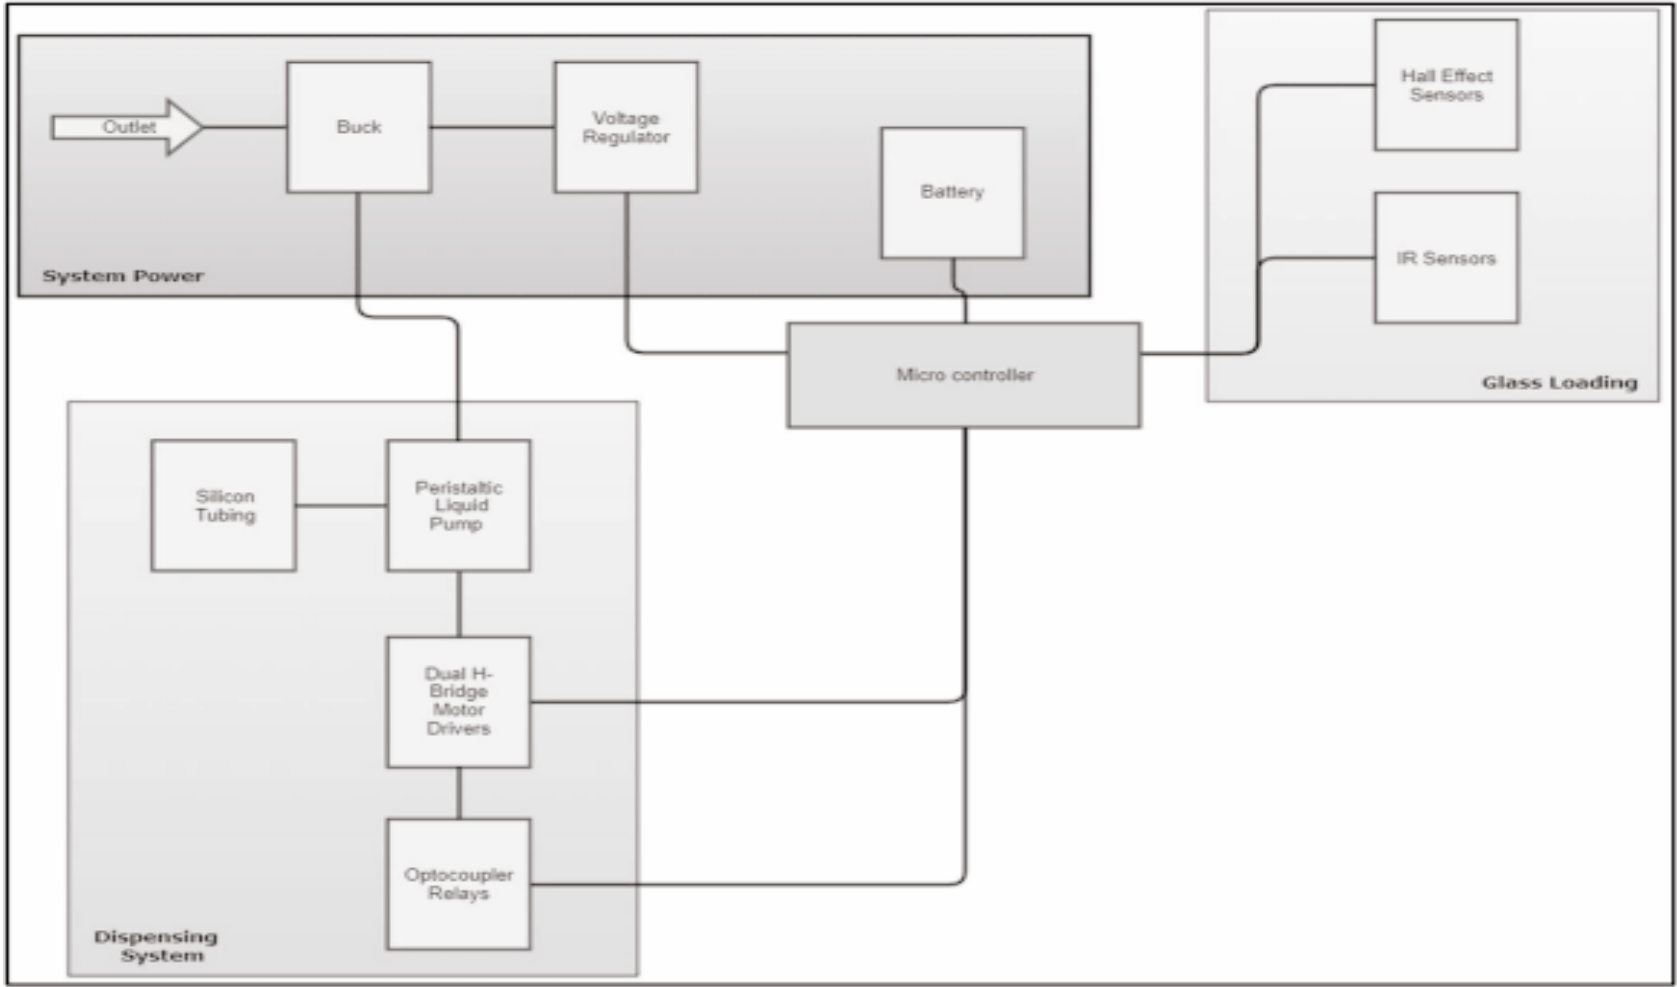 Outlet
Buck
Voltage
Regulator
Battery
System Power
Hall Effect
Sensors
IR Sensors
Glass Loading
Micro controller
Silicon
Tubing
Peristaltic
Liquid
Pump
Dual H-
Bridge
Motor
Drivers
Optocoupler
Relays
Dispensing
System